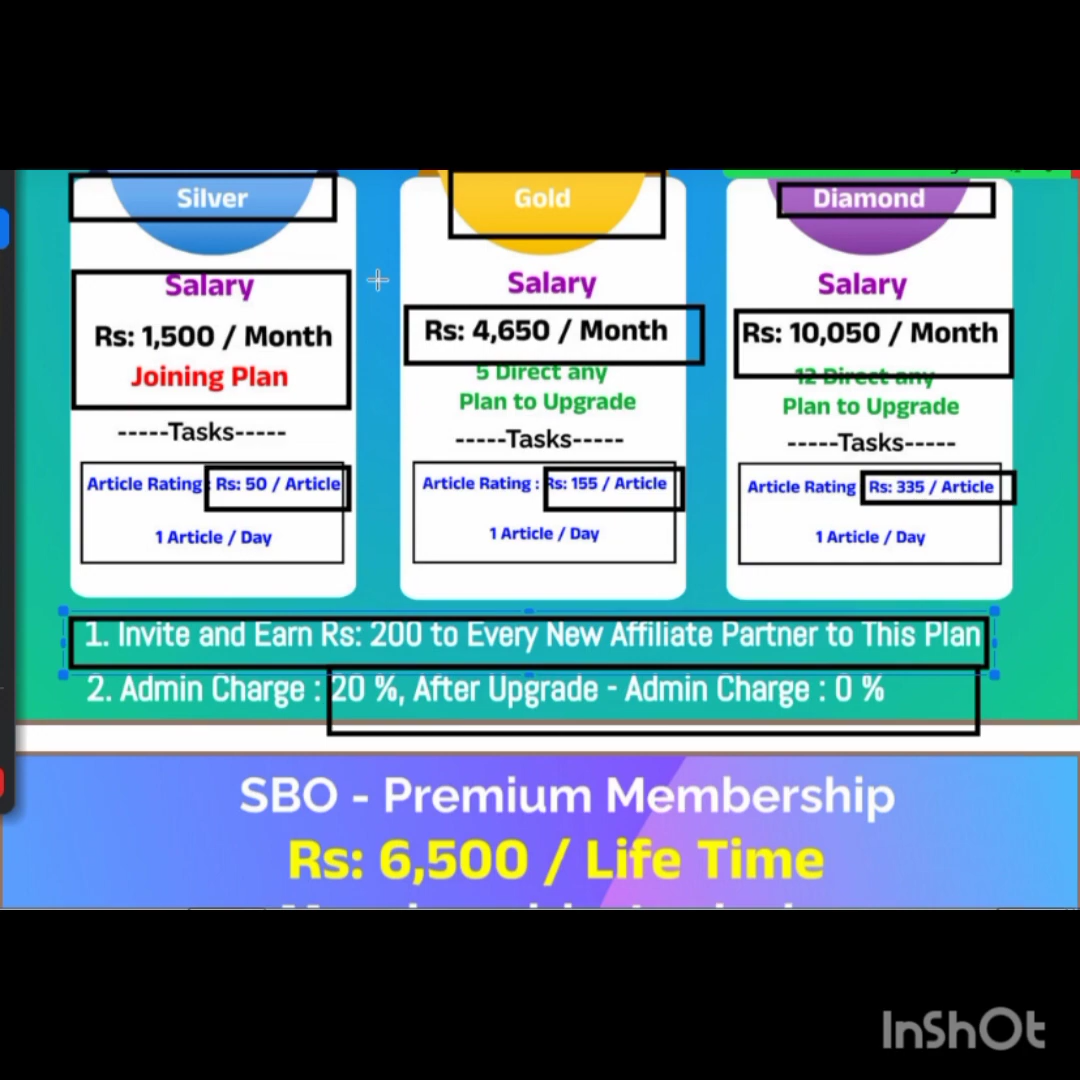 Silver
Salary
Rs: 1,500 / Month
Joining Plan
-----Tasks-----
Article Rating : Rs: 50 / Article
1 Article / Day
Gold
Salary
Rs: 4,650 / Month
5 Direct any
Plan to Upgrade
-----Tasks-----
Article Rating : Rs: 155 / Article
1 Article / Day
Diamond
Salary
Rs: 10,050 / Month
12 Direct any
Plan to Upgrade
-----Tasks-----
Article Rating Rs: 335 / Article
1 Article / Day
1. Invite and Earn Rs: 200 to Every New Affiliate Partner to This Plan
2. Admin Charge : 20 %, After Upgrade - Admin Charge : 0 %
SBO - Premium Membership
Rs: 6,500 / Life Time
InShOt